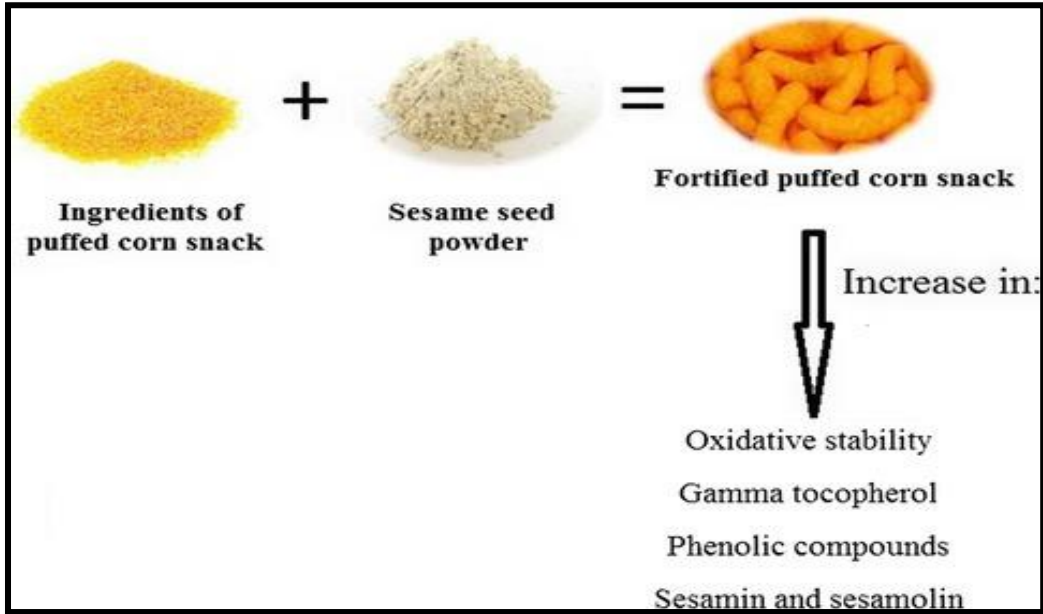 +
=
Ingredients of
puffed corn snack
Sesame seed
powder
Fortified puffed corn snack
Increase in:
Oxidative stability
Gamma tocopherol
Phenolic compounds
Sesamin and sesamolin